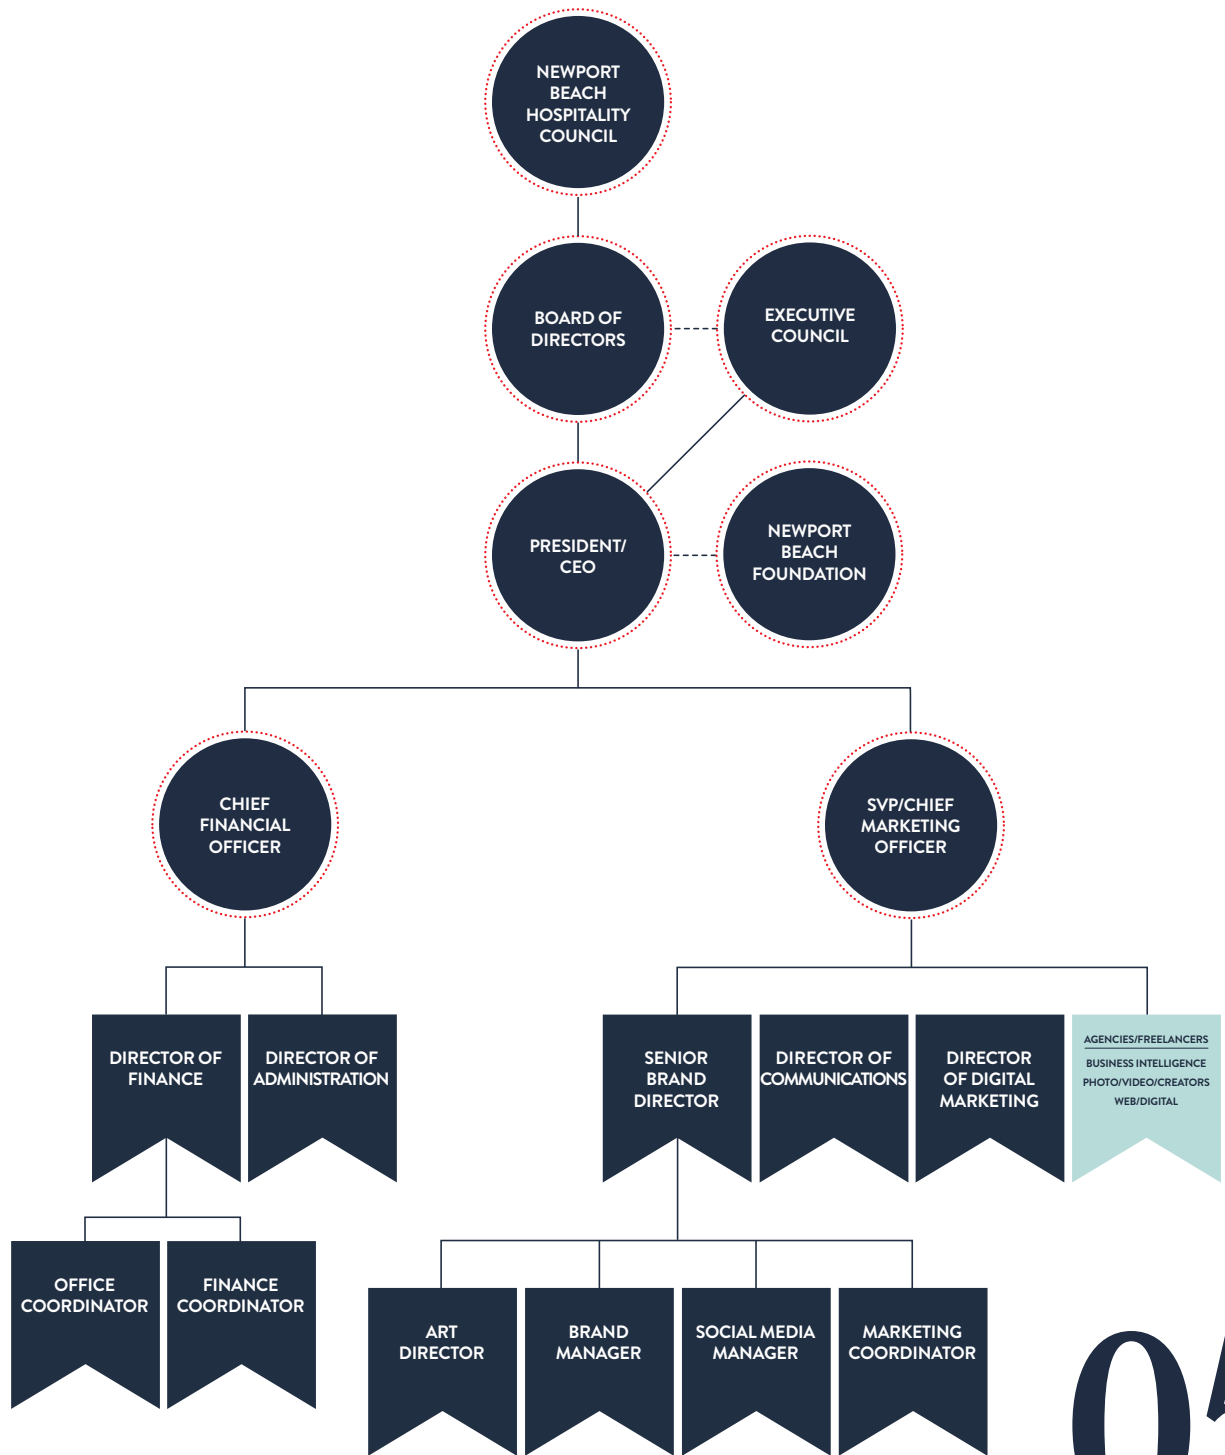 NEWPORT
BEACH
HOSPITALITY
COUNCIL
BOARD OF
DIRECTORS
EXECUTIVE
COUNCIL
PRESIDENT/
CEO
NEWPORT
BEACH
FOUNDATION
CHIEF
FINANCIAL
OFFICER
SVP/CHIEF
MARKETING
OFFICER
DIRECTOR OF
FINANCE
DIRECTOR OF
ADMINISTRATION
SENIOR
BRAND
DIRECTOR
DIRECTOR OF
COMMUNICATIONS
DIRECTOR
OF DIGITAL
MARKETING
AGENCIES/FREELANCERS
BUSINESS INTELLIGENCE
PHOTO/VIDEO/CREATORS
WEB/DIGITAL
OFFICE
COORDINATOR
FINANCE
COORDINATOR
ART
DIRECTOR
BRAND
MANAGER
SOCIAL MEDIA
MANAGER
MARKETING
COORDINATOR